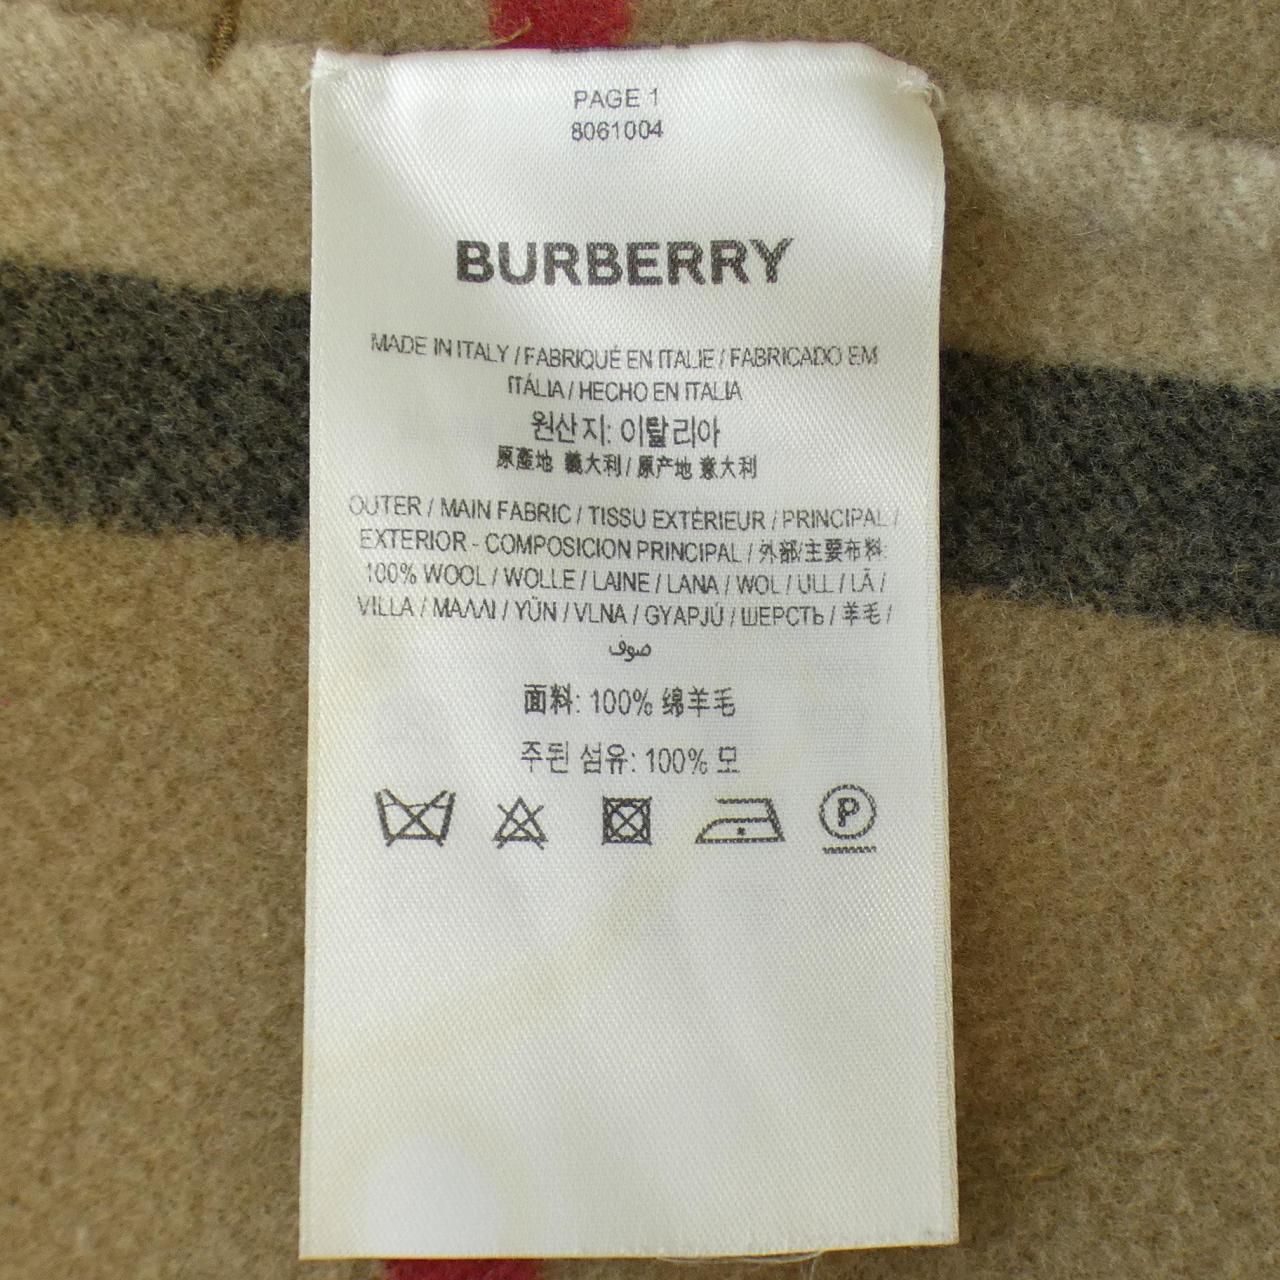 PAGE 1
8061004
BURBERRY
MADE IN ITALY / FABRIQUÉ EN ITALIE / FABRICADO EM
ITÁLIA / HECHO EN ITALIA
원산지: 이탈리아
原產地 義大利 / 原产地 意大利
OUTER / MAIN FABRIC / TISSU EXTÉRIEUR / PRINCIPAL /
EXTERIOR - COMPOSICION PRINCIPAL / 外部/主要布料:
100% WOOL / WOLLE / LAINE / LANA / WOL / ULL / LÃ /
VILLA / ΜΑΛΛΙ / YÜN / VLNA / GYAPJÚ / ШЕРСТЬ / 羊毛 /
صوف
面料: 100% 绵羊毛
주된 섬유: 100% 모
P